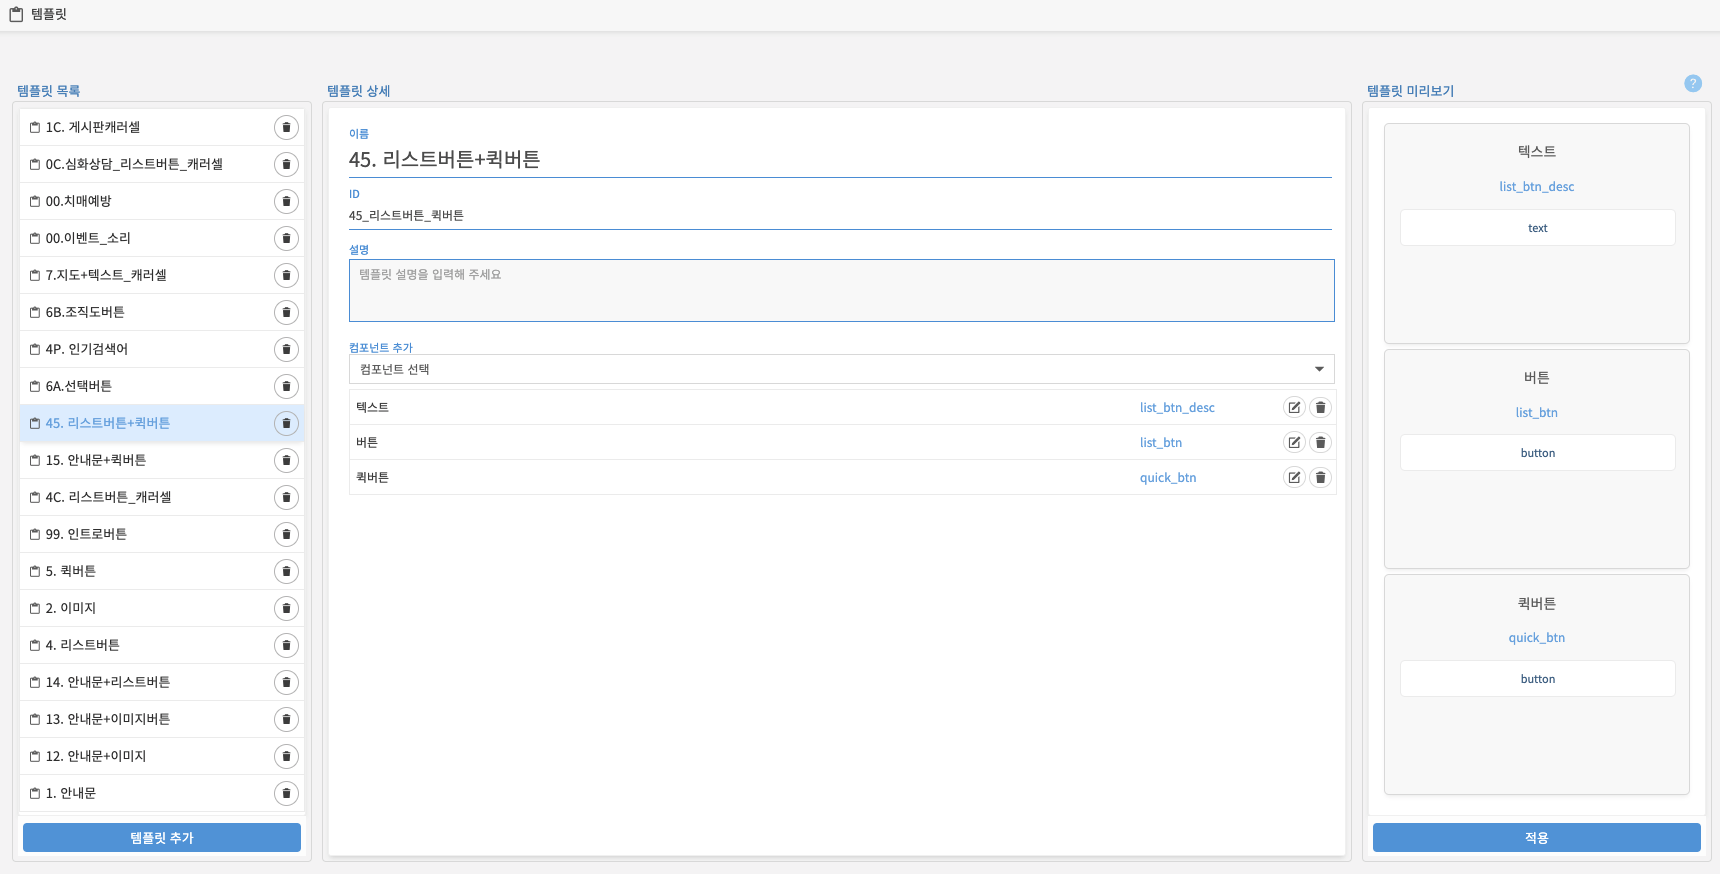 템플릿
템플릿 목록
1C. 게시판캐러셀
0C.심화상담_리스트버튼_캐러셀
00.치매예방
00.이벤트_소리
7.지도+텍스트_캐러셀
6B.조직도버튼
4P. 인기검색어
6A.선택버튼
45. 리스트버튼+퀵버튼
15. 안내문+퀵버튼
4C. 리스트버튼_캐러셀
99. 인트로버튼
5. 퀵버튼
2. 이미지
4. 리스트버튼
14. 안내문+리스트버튼
13. 안내문+이미지버튼
12. 안내문+이미지
1. 안내문
템플릿 추가
템플릿 상세
이름
45. 리스트버튼+퀵버튼
ID
45_리스트버튼_퀵버튼
설명
템플릿 설명을 입력해 주세요
컴포넌트 추가
컴포넌트 선택
텍스트 list_btn_desc
버튼 list_btn
퀵버튼 quick_btn
템플릿 미리보기
?
텍스트
list_btn_desc
text
버튼
list_btn
button
퀵버튼
quick_btn
button
적용